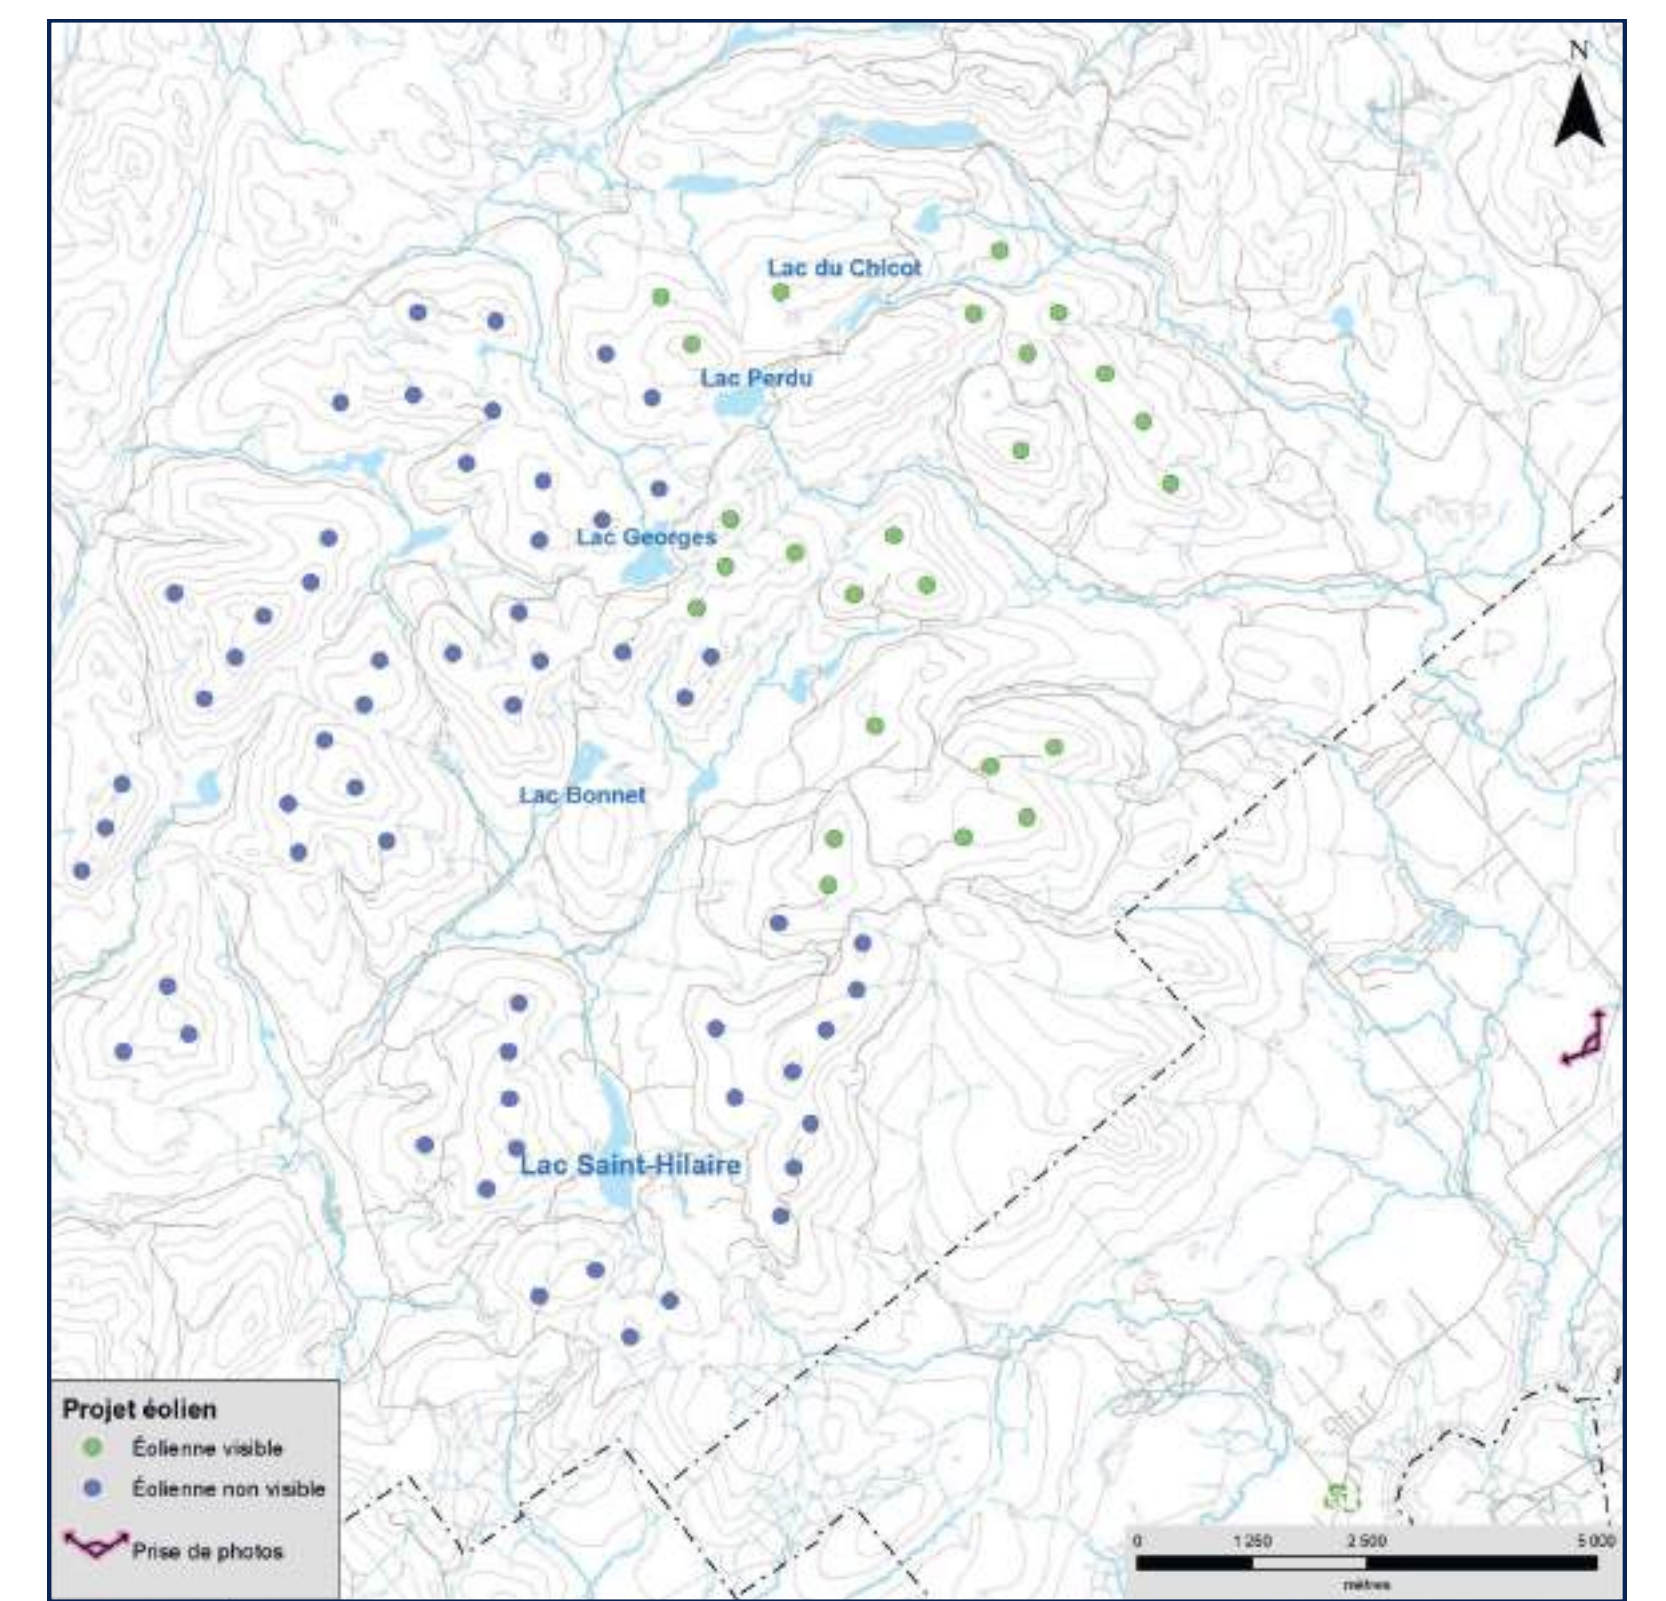 N
Lac du Chicot
Lac Perdu
Lac Georges
Lac Bonnet
Lac Saint-Hilaire
Projet éolien
Éolienne visible
Éolienne non visible
Prise de photos
0 1 250 2 500 5 000
mètres